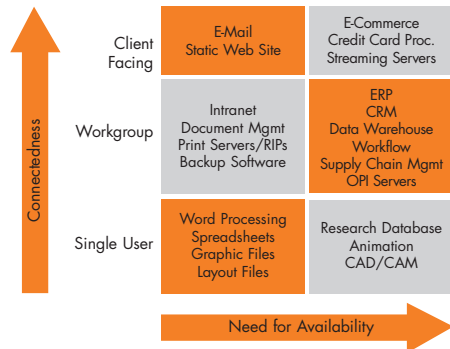 Connectedness
Client
Facing
E-Mail
Static Web Site
E-Commerce
Credit Card Proc.
Streaming Servers
Workgroup
Intranet
Document Mgmt
Print Servers/RIPs
Backup Software
ERP
CRM
Data Warehouse
Workflow
Supply Chain Mgmt
OPI Servers
Single User
Word Processing
Spreadsheets
Graphic Files
Layout Files
Research Database
Animation
CAD/CAM
Need for Availability